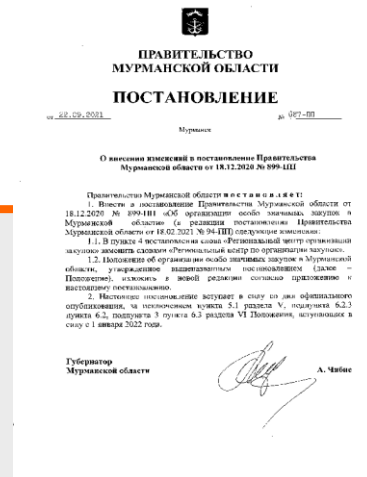 ПРАВИТЕЛЬСТВО
МУРМАНСКОЙ ОБЛАСТИ
ПОСТАНОВЛЕНИЕ
от 22.09.2021 № 687-ПП
Мурманск
О внесении изменений в постановление Правительства
Мурманской области от 18.12.2020 № 899-ПП
Правительство Мурманской области постановляет:
1. Внести в постановление Правительства Мурманской области от
18.12.2020 № 899-ПП «Об организации особо значимых закупок в
Мурманской области» (в редакции постановления Правительства
Мурманской области от 18.02.2021 № 94-ПП) следующие изменения:
1.1. В пункте 4 постановления слова «Региональный центр организации
закупок» заменить словами «Региональный центр по организации закупок».
1.2. Положение об организации особо значимых закупок в Мурманской
области, утвержденное вышеназванным постановлением (далее –
Положение), изложить в новой редакции согласно приложению к
настоящему постановлению.
2. Настоящее постановление вступает в силу со дня официального
опубликования, за исключением пункта 5.1 раздела V, подпункта 6.2.3
пункта 6.2, подпункта 3 пункта 6.3 раздела VI Положения, вступающих в
силу с 1 января 2022 года.
Губернатор
Мурманской области А. Чибис